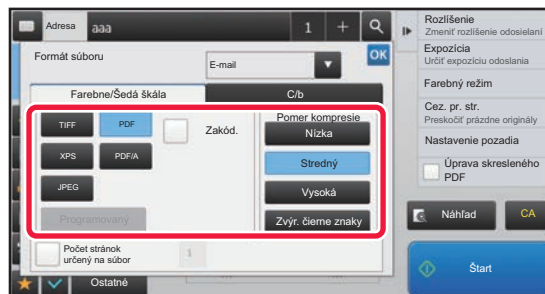 Adresa
aaa
1
Formát súboru
E-mail
OK
Farebne/Šedá škála
C/b
TIFF
PDF
Zakód.
XPS
PDF/A
JPEG
Programovaný
Pomer kompresie
Nízka
Stredný
Vysoká
Zvýr. čierne znaky
Počet stránok
určený na súbor
1
Ostatné
Rozlíšenie
Zmeniť rozlíšenie odosielani
Expozícia
Určiť expozíciu odoslania
Farebný režim
Cez. pr. str.
Preskočiť prázdne originály
Nastavenie pozadia
Úprava skresleného
PDF
Náhľad
CA
Štart